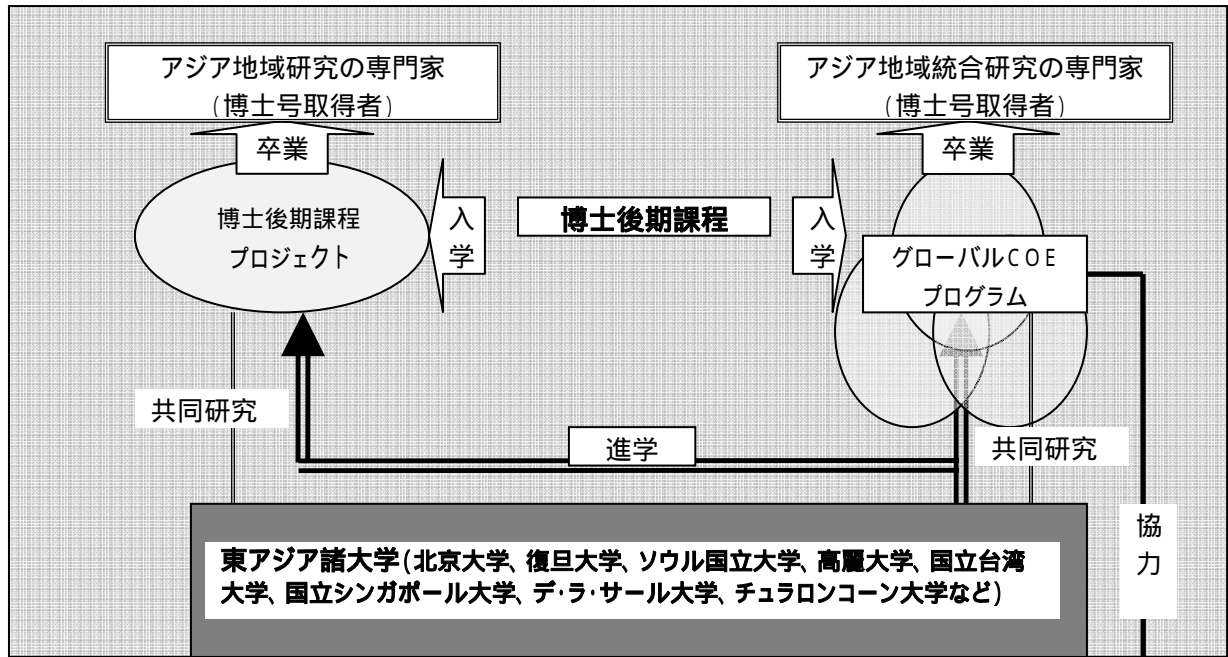 アジア地域研究の専門家
(博士号取得者)
アジア地域統合研究の専門家
(博士号取得者)
卒業
卒業
博士後期課程
プロジェクト
入学
博士後期課程
入学
グローバルCOE
プログラム
共同研究
進学
共同研究
東アジア諸大学(北京大学、復旦大学、ソウル国立大学、高麗大学、国立台湾
大学、国立シンガポール大学、デ・ラ・サール大学、チュラロンコーン大学など)
協力